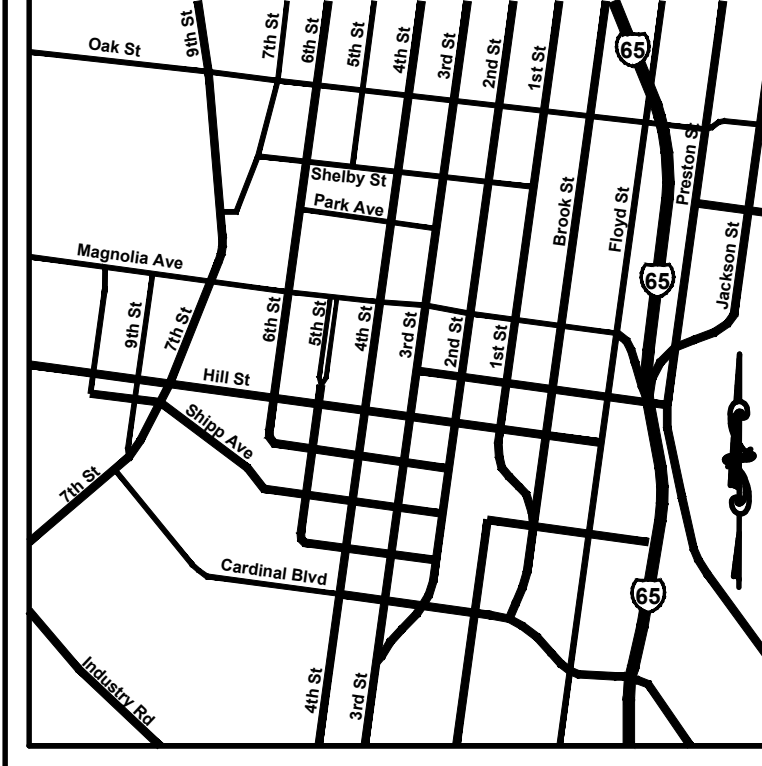 9th St
7th St
6th St
5th St
4th St
3rd St
2nd St
1st St
65
Oak St
Preston St
Shelby St
Park Ave
Brook St
Floyd St
Jackson St
Magnolia Ave
65
9th St
7th St
6th St
5th St
4th St
3rd St
2nd St
1st St
Hill St
Shipp Ave
7th St
Cardinal Blvd
65
Industry Rd
4th St
3rd St